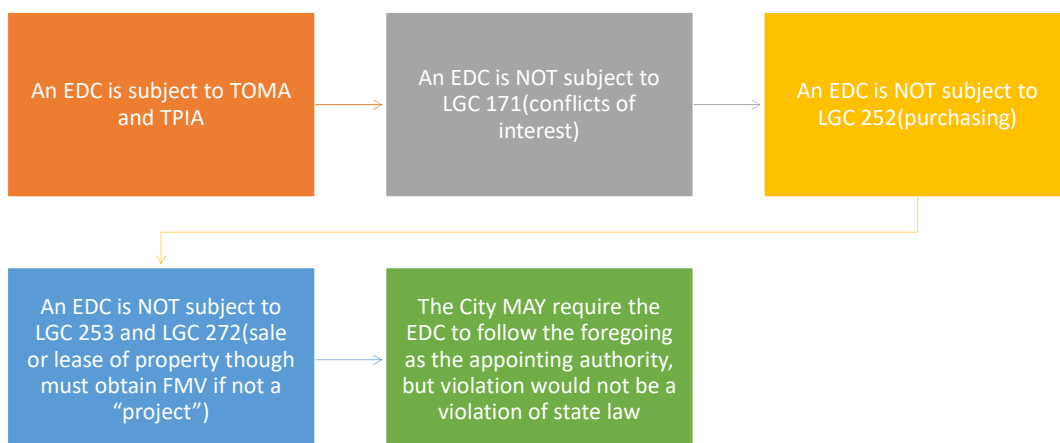 An EDC is subject to TOMA
and TPIA
An EDC is NOT subject to
LGC 171(conflicts of
interest)
An EDC is NOT subject to
LGC 252(purchasing)
An EDC is NOT subject to
LGC 253 and LGC 272(sale
or lease of property though
must obtain FMV if not a
“project”)
The City MAY require the
EDC to follow the foregoing
as the appointing authority,
but violation would not be a
violation of state law